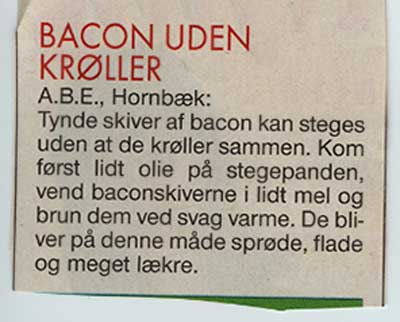 BACON UDEN
KRØLLER
A.B.E., Hornbæk:
Tynde skiver af bacon kan steges
uden at de krøller sammen. Kom
først lidt olie på stegepanden,
vend baconskiverne i lidt mel og
brun dem ved svag varme. De bli-
ver på denne måde sprøde, flade
og meget lækre.